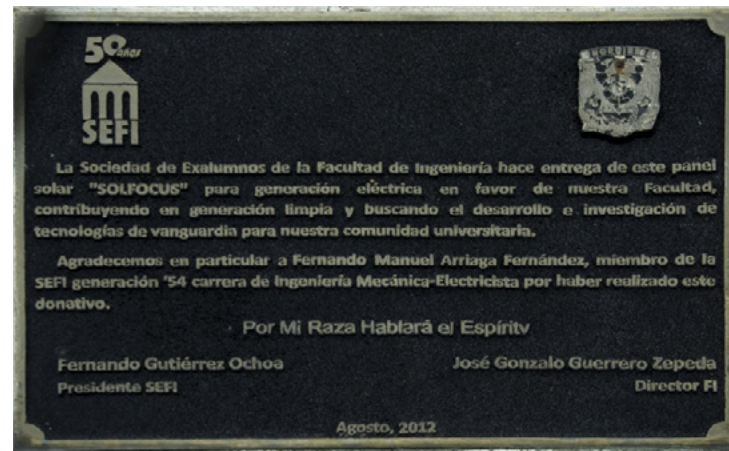 50 años
SEFI
La Sociedad de Exalumnos de la Facultad de Ingeniería hace entrega de este panel
solar "SOLFOCUS" para generación eléctrica en favor de nuestra Facultad,
contribuyendo en generación limpia y buscando el desarrollo e investigación de
tecnologías de vanguardia para nuestra comunidad universitaria.
Agradecemos en particular a Fernando Manuel Arriaga Fernández, miembro de la
SEFI generación '54 carrera de Ingeniería Mecánica-Electricista por haber realizado este
donativo.
Por Mi Raza Hablará el Espíritv
Fernando Gutiérrez Ochoa José Gonzalo Guerrero Zepeda
Presidente SEFI Director FI
Agosto, 2012